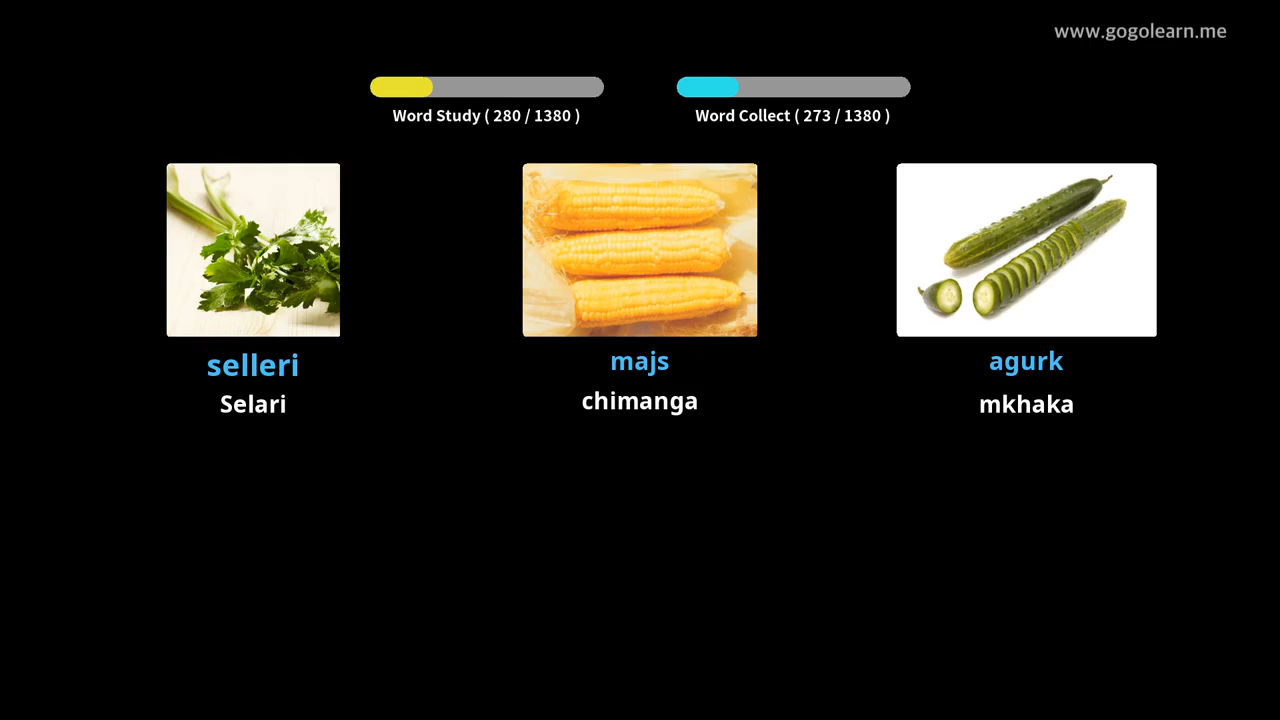 www.gogolearn.me
Word Study ( 280 / 1380 )
Word Collect ( 273 / 1380 )
selleri
Selari
majs
chimanga
agurk
mkhaka